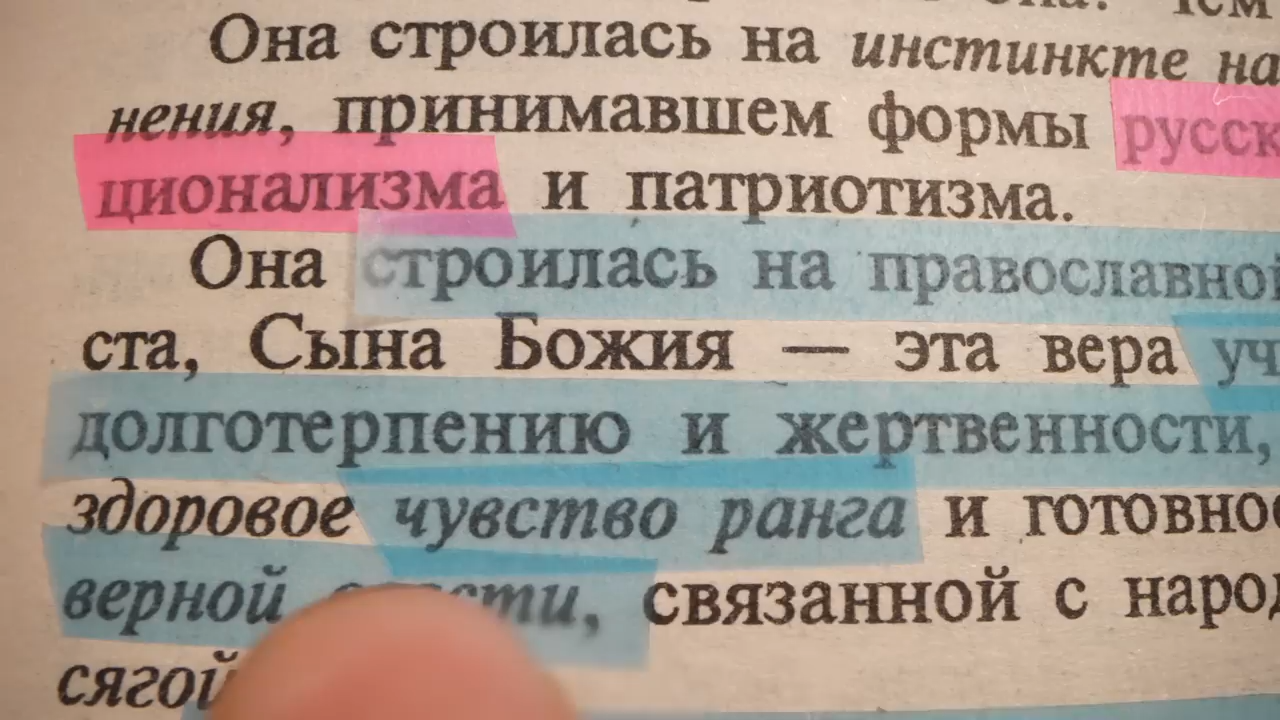 Она строилась на инстинкте на
нения, принимавшем формы русск
ционализма и патриотизма.
Она строилась на православной
ста, Сына Божия — эта вера уч
долготерпению и жертвенности,
здоровое чувство ранга и готовнос
верной связанной с народ
сягой